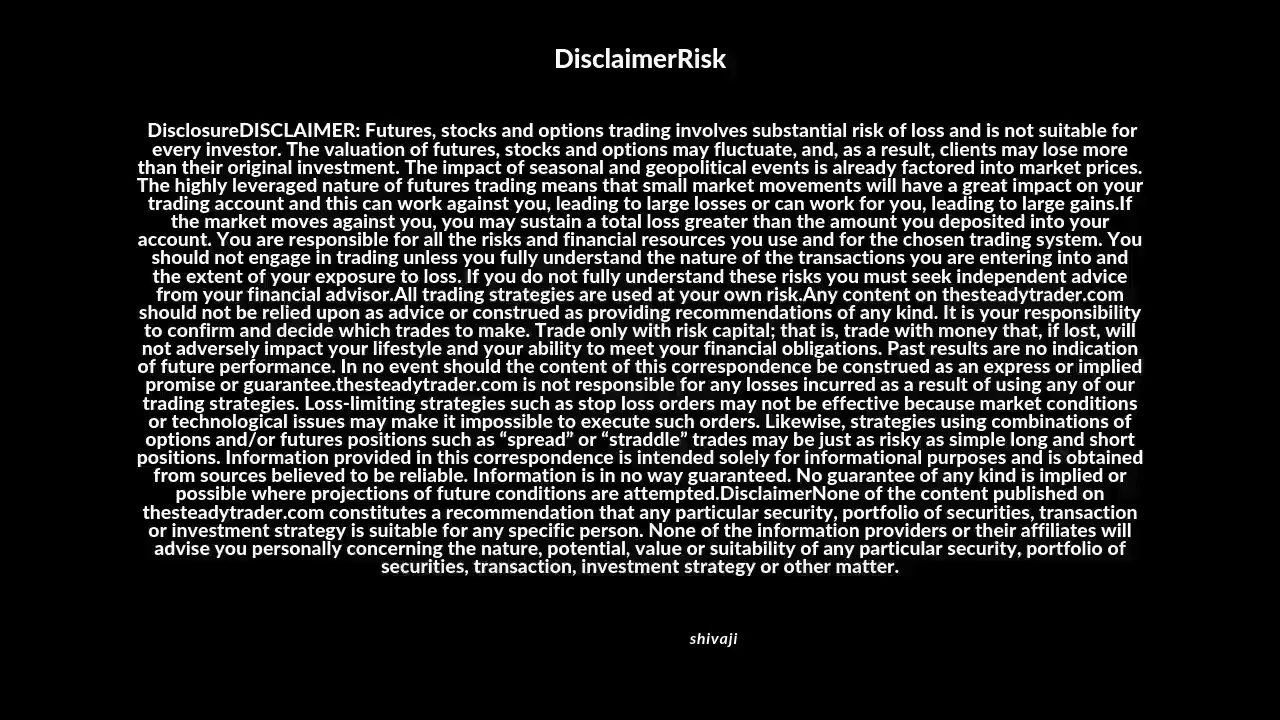 DisclaimerRisk
DisclosureDISCLAIMER: Futures, stocks and options trading involves substantial risk of loss and is not suitable for
every investor. The valuation of futures, stocks and options may fluctuate, and, as a result, clients may lose more
than their original investment. The impact of seasonal and geopolitical events is already factored into market prices.
The highly leveraged nature of futures trading means that small market movements will have a great impact on your
trading account and this can work against you, leading to large losses or can work for you, leading to large gains.If
the market moves against you, you may sustain a total loss greater than the amount you deposited into your
account. You are responsible for all the risks and financial resources you use and for the chosen trading system. You
should not engage in trading unless you fully understand the nature of the transactions you are entering into and
the extent of your exposure to loss. If you do not fully understand these risks you must seek independent advice
from your financial advisor.All trading strategies are used at your own risk.Any content on thesteadytrader.com
should not be relied upon as advice or construed as providing recommendations of any kind. It is your responsibility
to confirm and decide which trades to make. Trade only with risk capital; that is, trade with money that, if lost, will
not adversely impact your lifestyle and your ability to meet your financial obligations. Past results are no indication
of future performance. In no event should the content of this correspondence be construed as an express or implied
promise or guarantee.thesteadytrader.com is not responsible for any losses incurred as a result of using any of our
trading strategies. Loss-limiting strategies such as stop loss orders may not be effective because market conditions
or technological issues may make it impossible to execute such orders. Likewise, strategies using combinations of
options and/or futures positions such as “spread” or “straddle” trades may be just as risky as simple long and short
positions. Information provided in this correspondence is intended solely for informational purposes and is obtained
from sources believed to be reliable. Information is in no way guaranteed. No guarantee of any kind is implied or
possible where projections of future conditions are attempted.DisclaimerNone of the content published on
thesteadytrader.com constitutes a recommendation that any particular security, portfolio of securities, transaction
or investment strategy is suitable for any specific person. None of the information providers or their affiliates will
advise you personally concerning the nature, potential, value or suitability of any particular security, portfolio of
securities, transaction, investment strategy or other matter.
shivaji